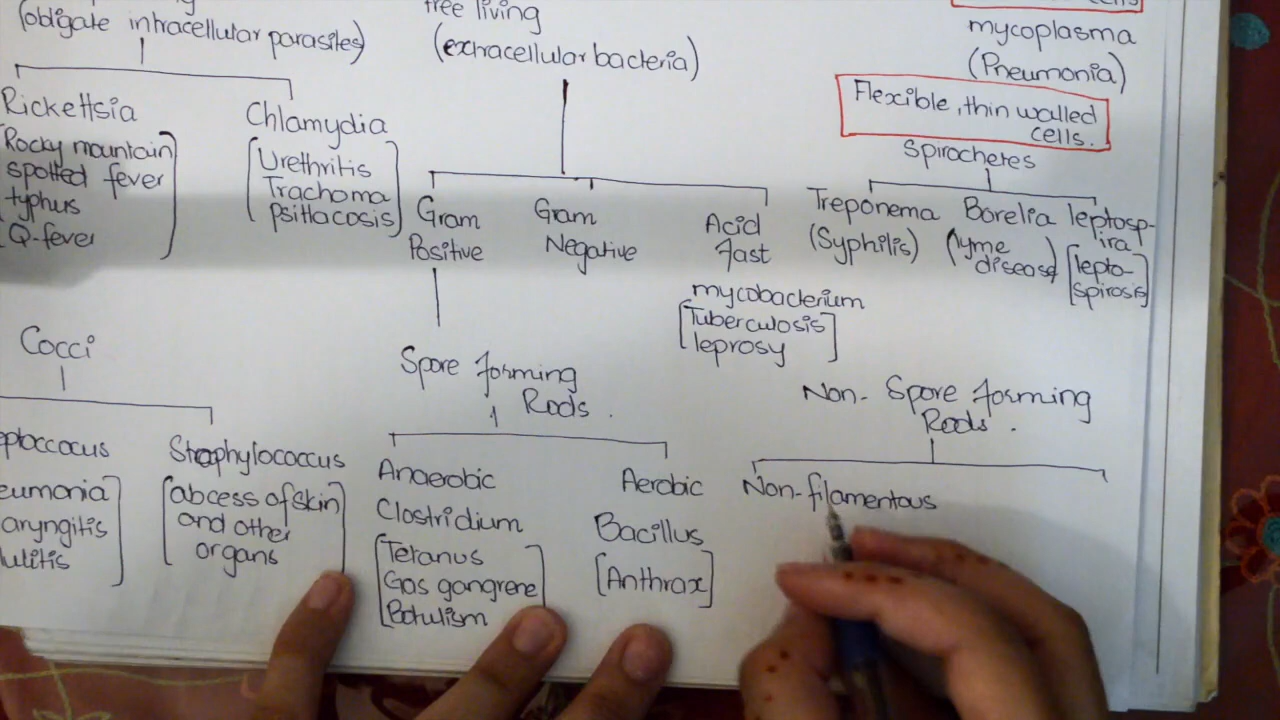 (obligate intracellular parasites)
Rickettsia
[Rocky mountain
spotted fever
typhus
Q-fever]
Chlamydia
[Urethritis
Trachoma
Psittacosis]
free living
(extracellular bacteria)
mycoplasma
(Pneumonia)
Flexible, thin walled
cells.
Spirochetes
Treponema
(Syphilis)
Borelia
(lyme
disease)
leptosp-
ira
[lepto-
spirosis]
Gram
Positive
Gram
Negative
Acid
Fast
mycobacterium
[Tuberculosis
leprosy]
Cocci
Staphylococcus
[abcess of skin
and other
organs]
Spore forming
Rods.
Anaerobic
Clostridium
[Tetanus
Gas gangrene
Botulism]
Aerobic
Bacillus
[Anthrax]
Non-Spore forming
Rods.
Non-filamentous